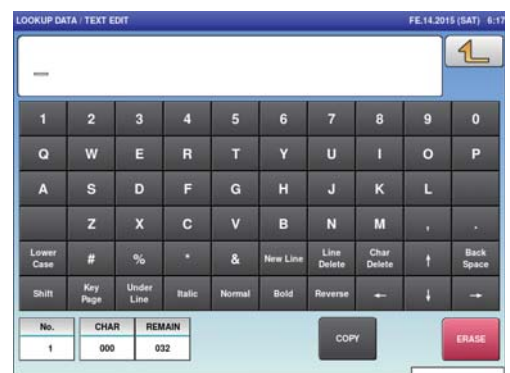 LOOKUP DATA / TEXT EDIT FE.14.2015 (SAT) 6:17
1 2 3 4 5 6 7 8 9 0
Q W E R T Y U I O P
A S D F G H J K L
Z X C V B N M , .
Lower Case # % * & New Line Line Delete Char Delete ↑ Back Space
Shift Key Page Under Line Italic Normal Bold Reverse ← ↓ →
No. CHAR REMAIN
1 000 032
COPY ERASE